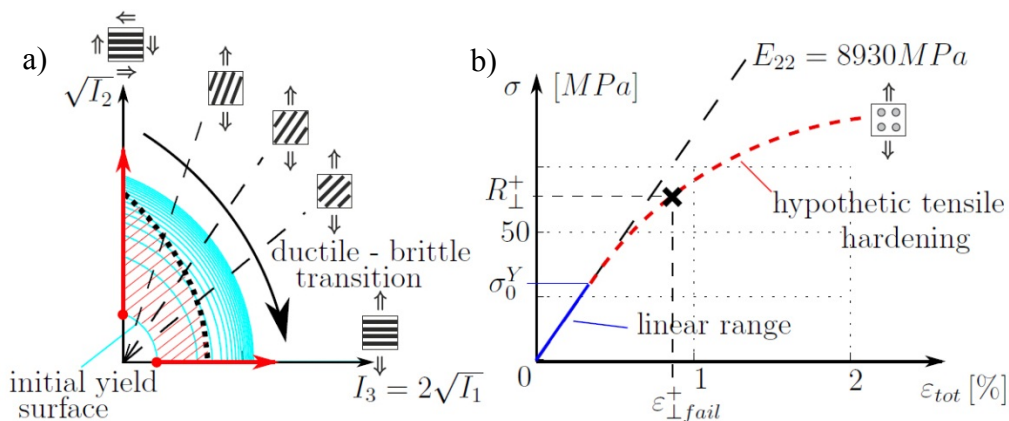 a)
√I₂
ductile - brittle
transition
initial yield
surface
I₃ = 2√I₁
b)
σ [MPa]
E₂₂ = 8930MPa
R⊥⁺
50
σ₀ʸ
hypothetic tensile
hardening
linear range
0
1
2
ε⊥fail⁺
εtot [%]